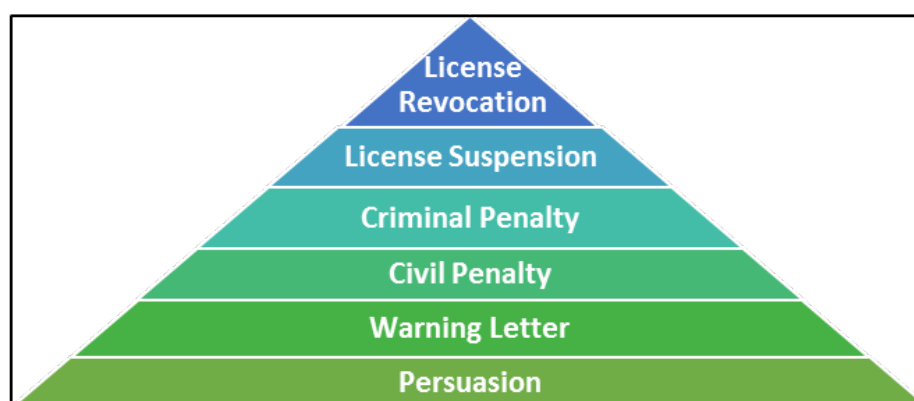 License
Revocation
License Suspension
Criminal Penalty
Civil Penalty
Warning Letter
Persuasion